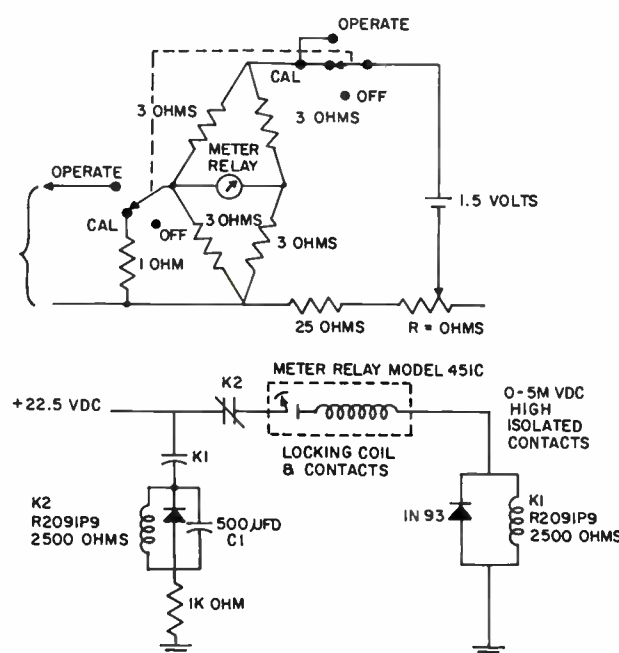 OPERATE
CAL
OFF
3 OHMS
3 OHMS
METER
RELAY
OPERATE
CAL
OFF
3 OHMS
3 OHMS
1 OHM
1.5 VOLTS
25 OHMS
R = OHMS
METER RELAY MODEL 451C
K2
+22.5 VDC
0-5M VDC
HIGH
ISOLATED
CONTACTS
LOCKING COIL
& CONTACTS
K1
K2
R2091P9
2500 OHMS
500µFD
C1
IN 93
K1
R2091P9
2500 OHMS
1K OHM